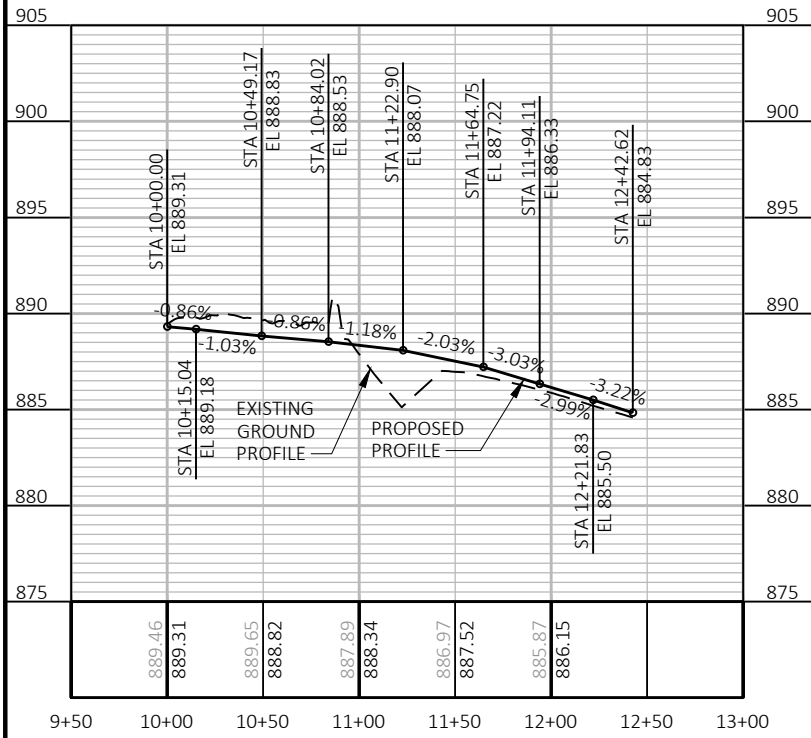 905
905
900
900
895
895
890
890
885
885
880
880
875
875
STA 10+00.00
EL 889.31
STA 10+49.17
EL 888.83
STA 10+84.02
EL 888.53
STA 11+22.90
EL 888.07
STA 11+64.75
EL 887.22
STA 11+94.11
EL 886.33
STA 12+42.62
EL 884.83
-0.86%
-1.03%
-0.86%
-1.18%
-2.03%
-3.03%
-2.99%
-3.22%
STA 10+15.04
EL 889.18
EXISTING
GROUND
PROFILE
PROPOSED
PROFILE
STA 12+21.83
EL 885.50
889.46
889.31
889.65
888.82
887.89
888.34
886.97
887.52
885.87
886.15
9+50
10+00
10+50
11+00
11+50
12+00
12+50
13+00